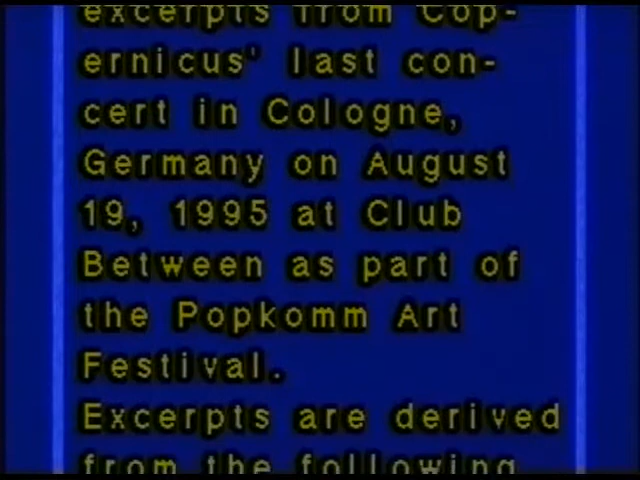 excerpts from Cop-
ernicus' last con-
cert in Cologne,
Germany on August
19, 1995 at Club
Between as part of
the Popkomm Art
Festival.
Excerpts are derived
from the following